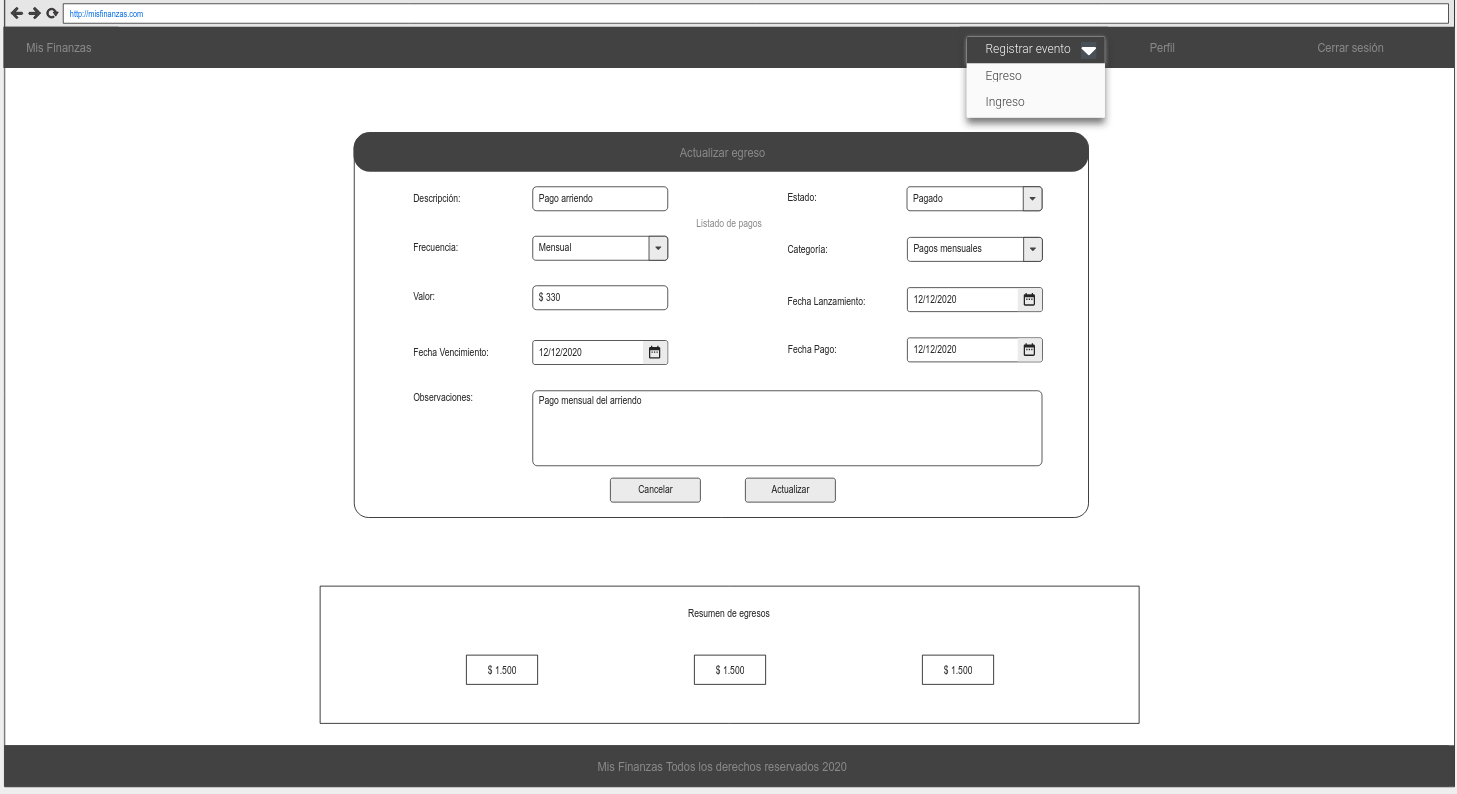 http://misfinanzas.com
Mis Finanzas
Registrar evento
Perfil
Cerrar sesión
Egreso
Ingreso
Actualizar egreso
Descripción:
Pago arriendo
Estado:
Pagado
Listado de pagos
Frecuencia:
Mensual
Categoría:
Pagos mensuales
Valor:
$ 330
Fecha Lanzamiento:
12/12/2020
Fecha Vencimiento:
12/12/2020
Fecha Pago:
12/12/2020
Observaciones:
Pago mensual del arriendo
Cancelar
Actualizar
Resumen de egresos
$ 1.500
$ 1.500
$ 1.500
Mis Finanzas Todos los derechos reservados 2020